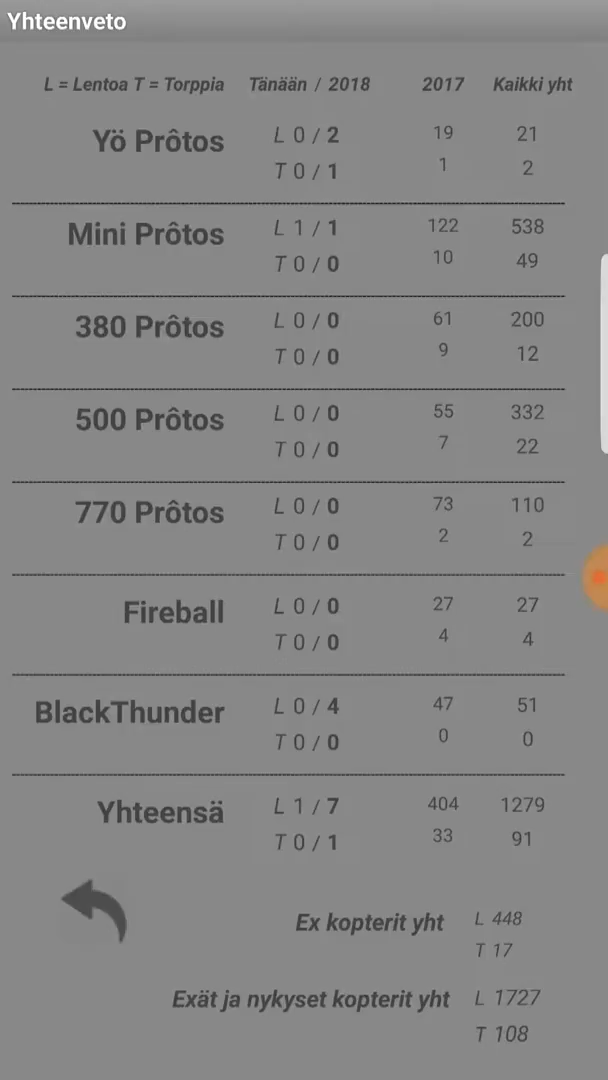 Yhteenveto
L = Lentoa T = Torppia Tänään / 2018 2017 Kaikki yht
Yö Prôtos L 0 / 2 19 21
T 0 / 1 1 2
Mini Prôtos L 1 / 1 122 538
T 0 / 0 10 49
380 Prôtos L 0 / 0 61 200
T 0 / 0 9 12
500 Prôtos L 0 / 0 55 332
T 0 / 0 7 22
770 Prôtos L 0 / 0 73 110
T 0 / 0 2 2
Fireball L 0 / 0 27 27
T 0 / 0 4 4
BlackThunder L 0 / 4 47 51
T 0 / 0 0 0
Yhteensä L 1 / 7 404 1279
T 0 / 1 33 91
Ex kopterit yht L 448
T 17
Exät ja nykyset kopterit yht L 1727
T 108